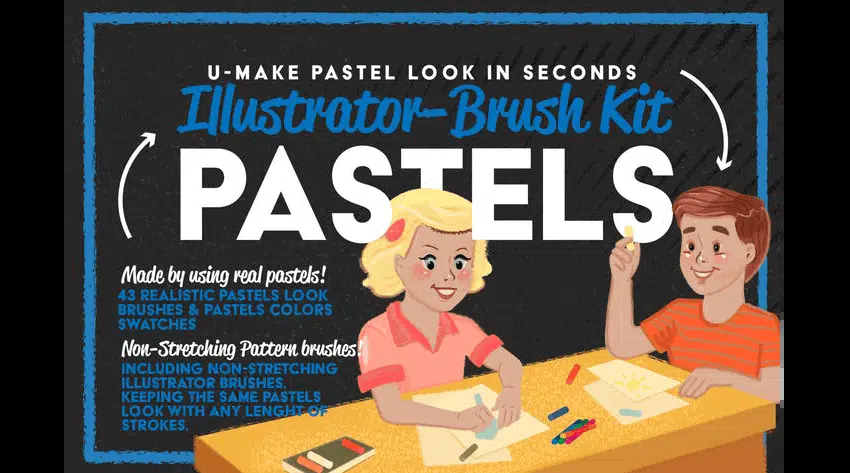 U-MAKE PASTEL LOOK IN SECONDS
Illustrator-Brush Kit
PASTELS
Made by using real pastels!
43 REALISTIC PASTELS LOOK
BRUSHES & PASTELS COLORS
SWATCHES
Non-Stretching Pattern brushes!
INCLUDING NON-STRETCHING
ILLUSTRATOR BRUSHES.
KEEPING THE SAME PASTELS
LOOK WITH ANY LENGHT OF
STROKES.